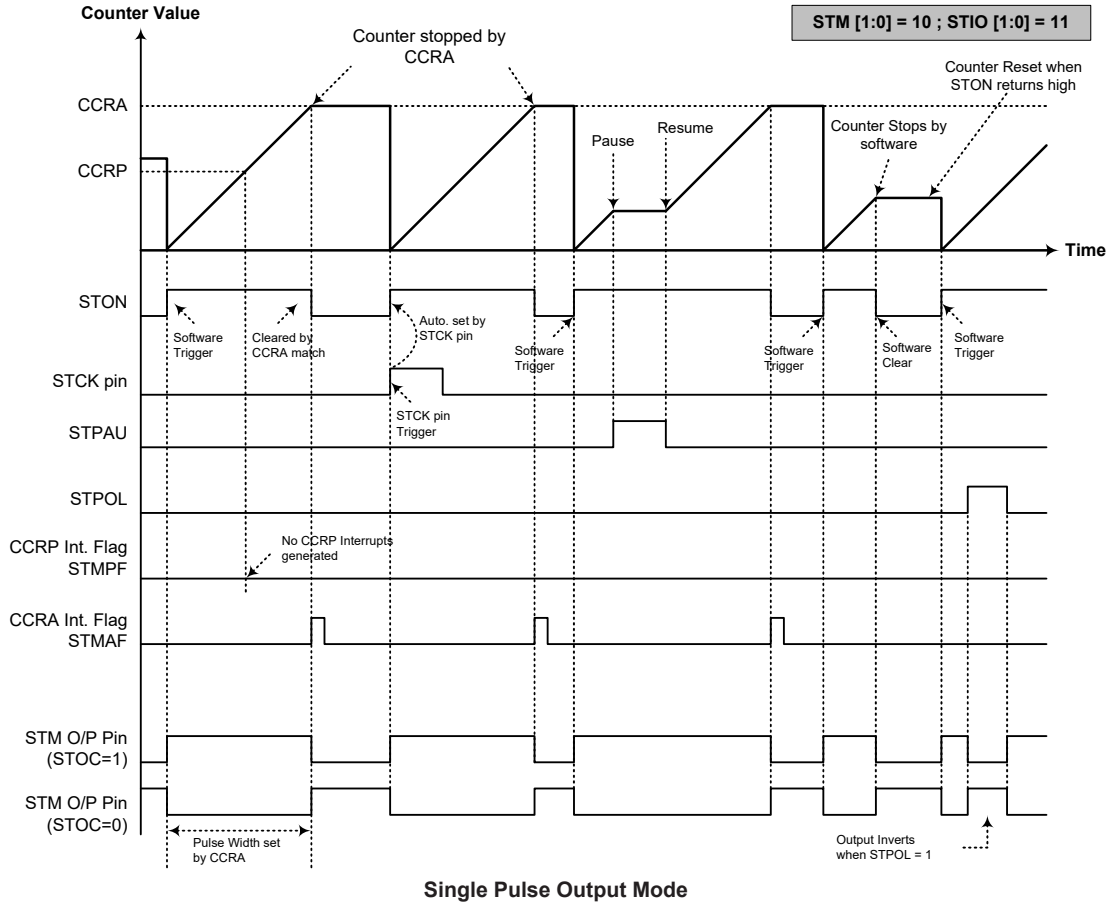 Counter Value
STM [1:0] = 10 ; STIO [1:0] = 11
Counter stopped by
CCRA
Counter Reset when
STON returns high
CCRA
Pause
Resume
Counter Stops by
software
CCRP
Time
STON
Software
Trigger
Cleared by
CCRA match
Auto. set by
STCK pin
Software
Trigger
Software
Trigger
Software
Clear
Software
Trigger
STCK pin
STCK pin
Trigger
STPAU
STPOL
CCRP Int. Flag
STMPF
No CCRP Interrupts
generated
CCRA Int. Flag
STMAF
STM O/P Pin
(STOC=1)
STM O/P Pin
(STOC=0)
Pulse Width set
by CCRA
Output Inverts
when STPOL = 1
Single Pulse Output Mode